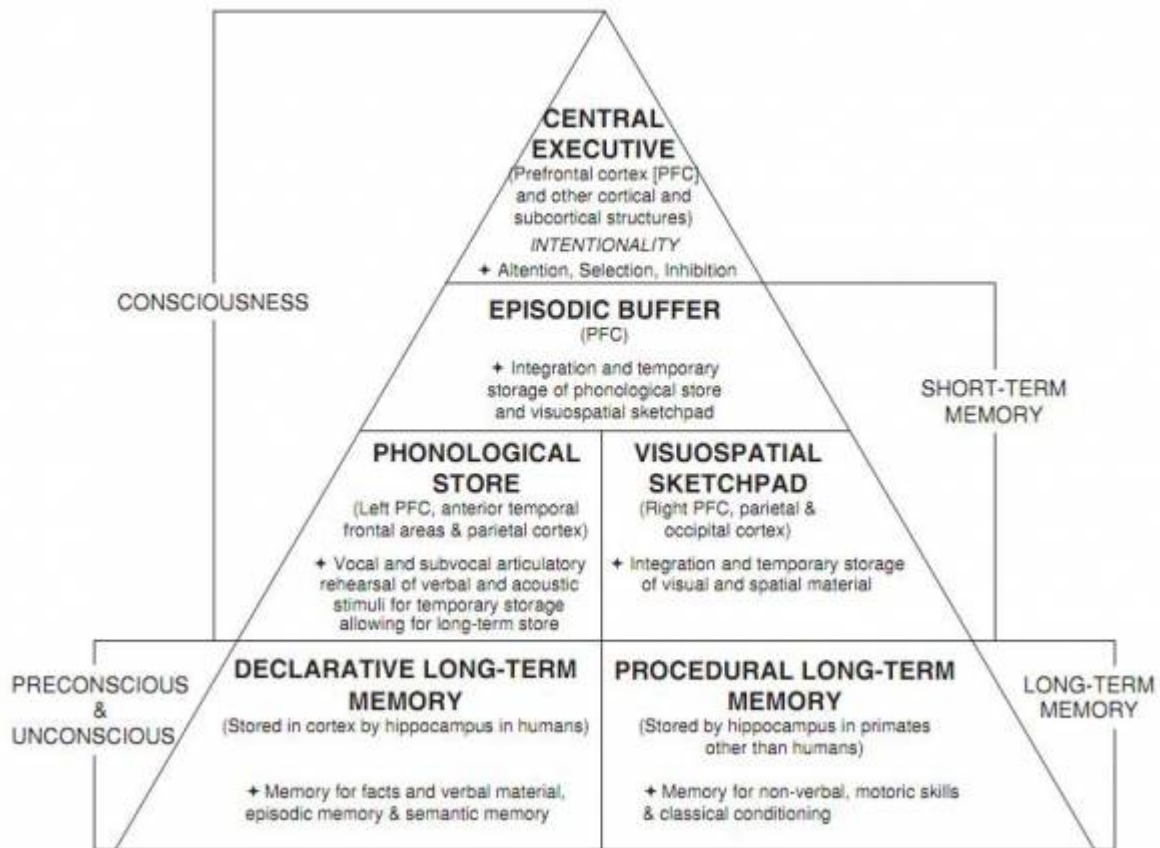 CENTRAL
EXECUTIVE
(Prefrontal cortex [PFC]
and other cortical and
subcortical structures)
INTENTIONALITY
+ Altention, Selection, Inhibition
CONSCIOUSNESS
EPISODIC BUFFER
(PFC)
+ Integration and temporary
storage of phonological store
and visuospatial sketchpad
SHORT-TERM
MEMORY
PHONOLOGICAL
STORE
(Left PFC, anterior temporal
frontal areas & parietal cortex)
+ Vocal and subvocal articulatory
rehearsal of verbal and acoustic
stimuli for temporary storage
allowing for long-term store
VISUOSPATIAL
SKETCHPAD
(Right PFC, parietal &
occipital cortex)
+ Integration and temporary storage
of visual and spatial material
PRECONSCIOUS
&
UNCONSCIOUS
DECLARATIVE LONG-TERM
MEMORY
(Stored in cortex by hippocampus in humans)
+ Memory for facts and verbal material,
episodic memory & semantic memory
PROCEDURAL LONG-TERM
MEMORY
(Stored by hippocampus in primates
other than humans)
+ Memory for non-verbal, motoric skills
& classical conditioning
LONG-TERM
MEMORY